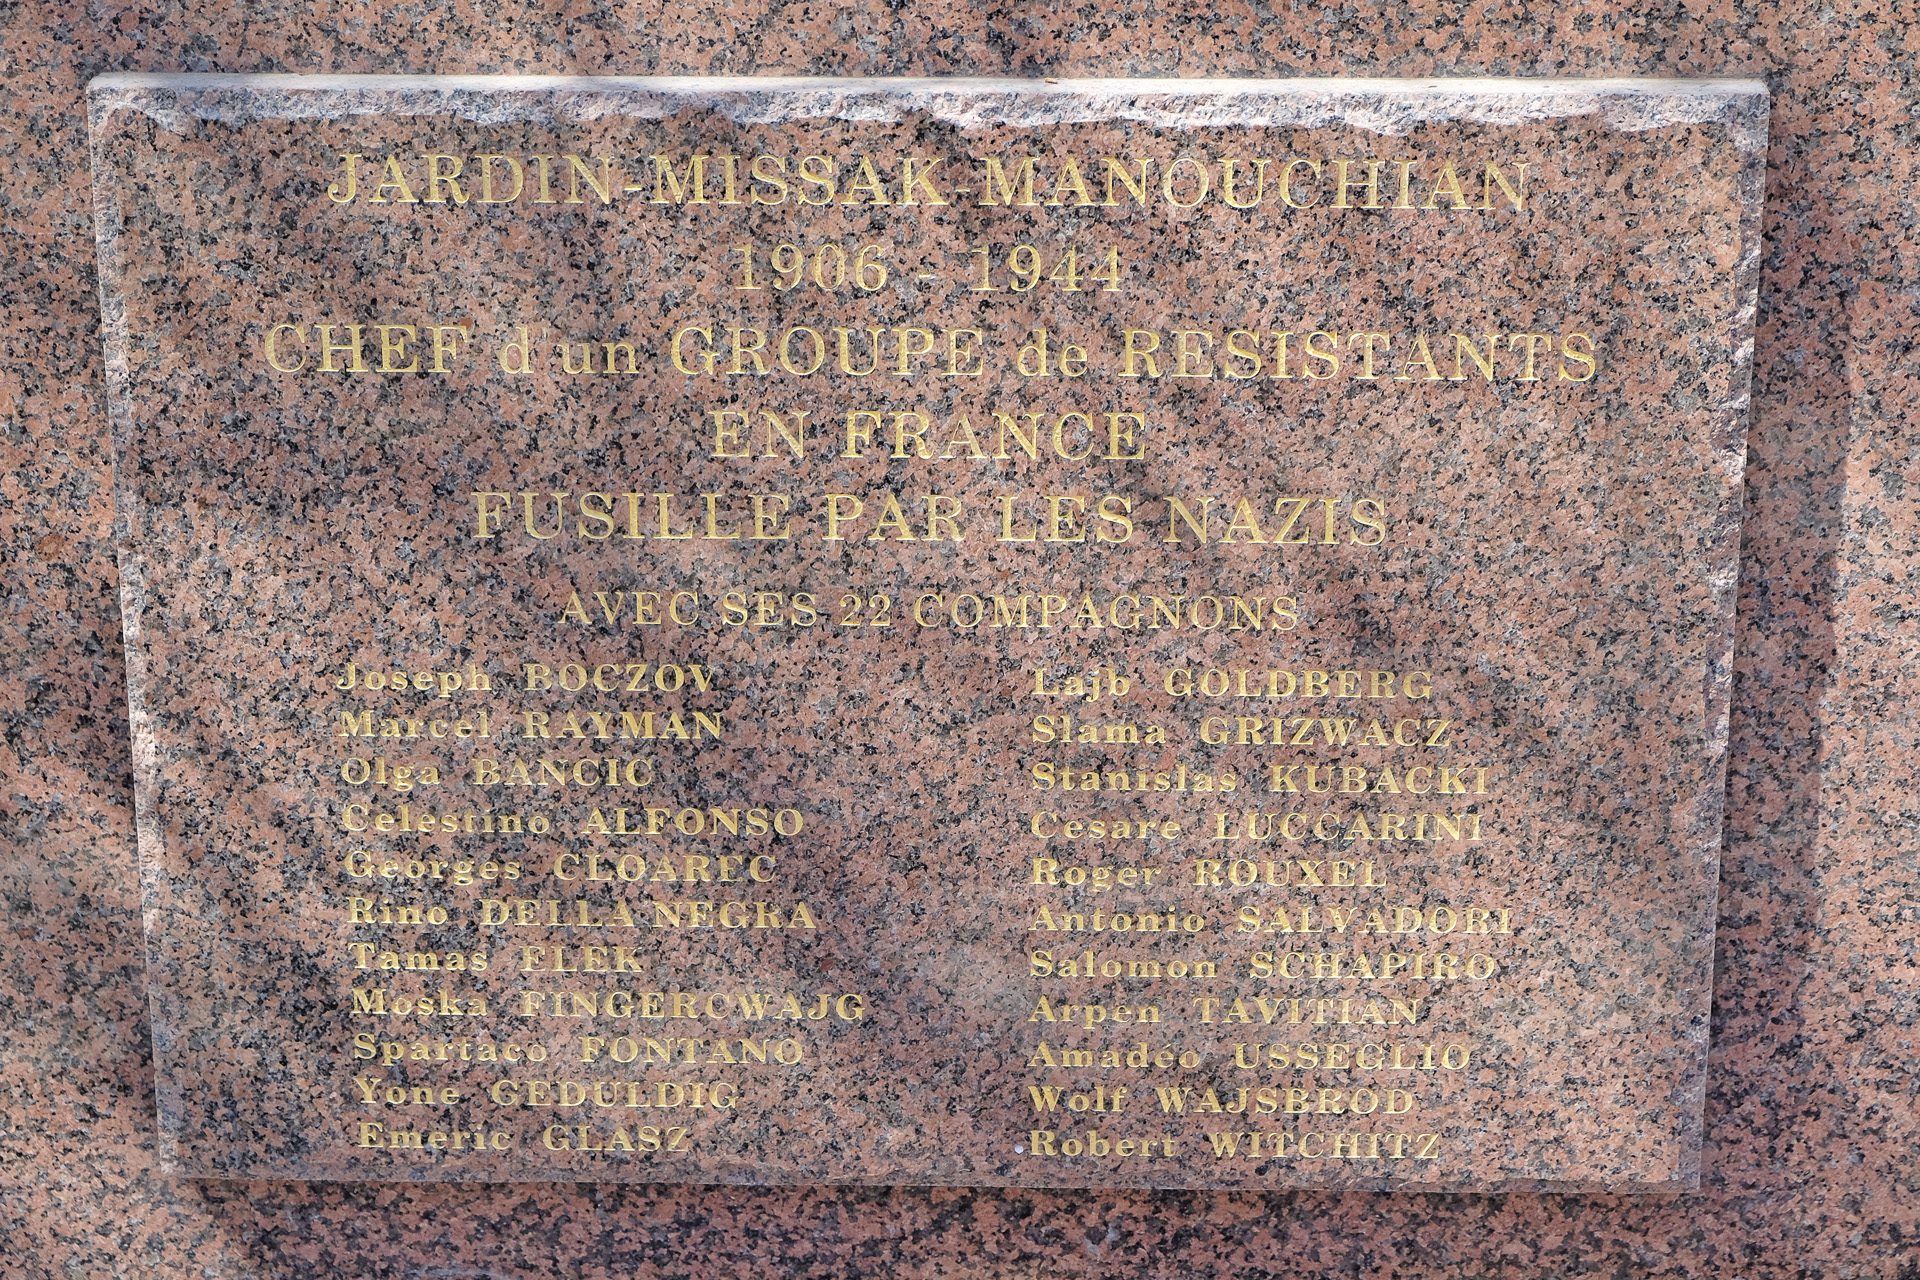 JARDIN-MISSAK-MANOUCHIAN
1906 - 1944
CHEF d'un GROUPE de RESISTANTS
EN FRANCE
FUSILLE PAR LES NAZIS
AVEC SES 22 COMPAGNONS
Joseph BOCZOV
Marcel RAYMAN
Olga BANCIC
Celestino ALFONSO
Georges CLOAREC
Rino DELLA NEGRA
Tamas ELEK
Moska FINGERCWAJG
Spartaco FONTANO
Yone GEDULDIG
Emeric GLASZ
Lajb GOLDBERG
Slama GRIZWACZ
Stanislas KUBACKI
Cesare LUCCARINI
Roger ROUXEL
Antonio SALVADORI
Salomon SCHAPIRO
Arpen TAVITIAN
Amadéo USSEGLIO
Wolf WAJSBROD
Robert WITCHITZ